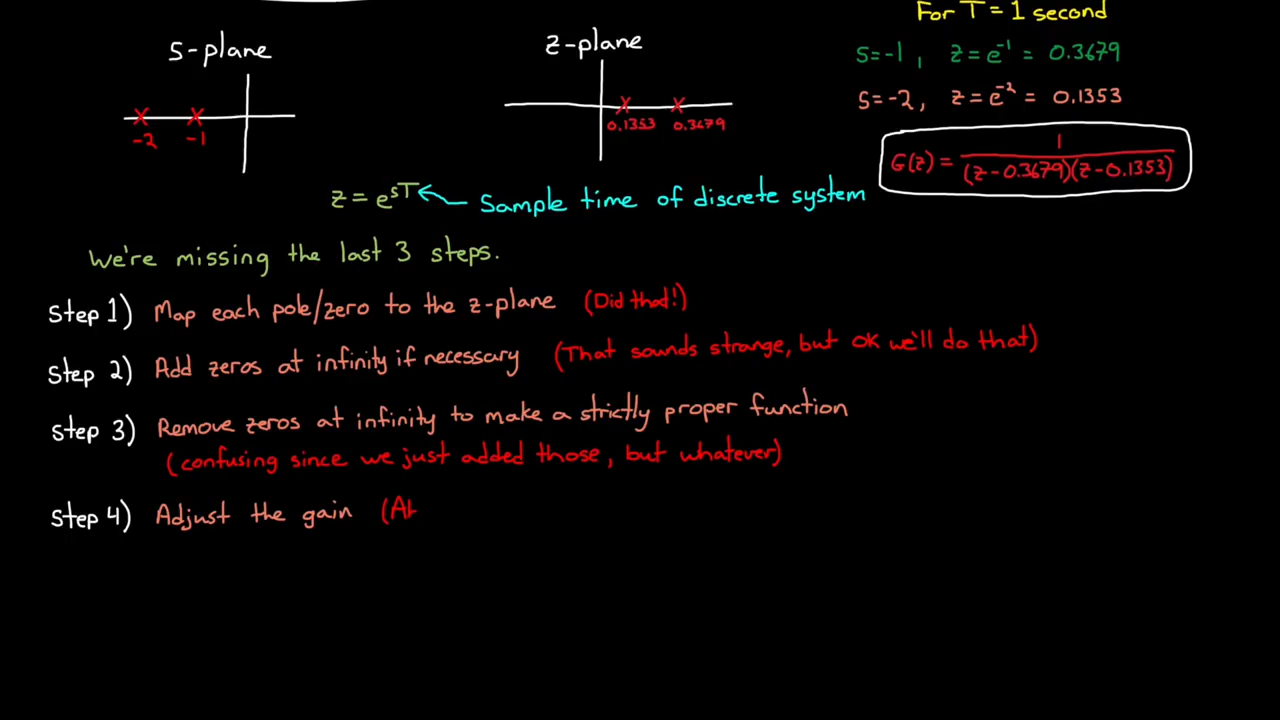 For T = 1 second
s-plane
z-plane
s=-1, z = e⁻¹ = 0.3679
s=-2, z = e⁻² = 0.1353
-2 -1
0.1353 0.3679
G(z) = 1 / (z-0.3679)(z-0.1353)
z = e^sT Sample time of discrete system
We're missing the last 3 steps.
Step 1) Map each pole/zero to the z-plane (Did that!)
Step 2) Add zeros at infinity if necessary (That sounds strange, but ok we'll do that)
Step 3) Remove zeros at infinity to make a strictly proper function
(confusing since we just added those, but whatever)
Step 4) Adjust the gain